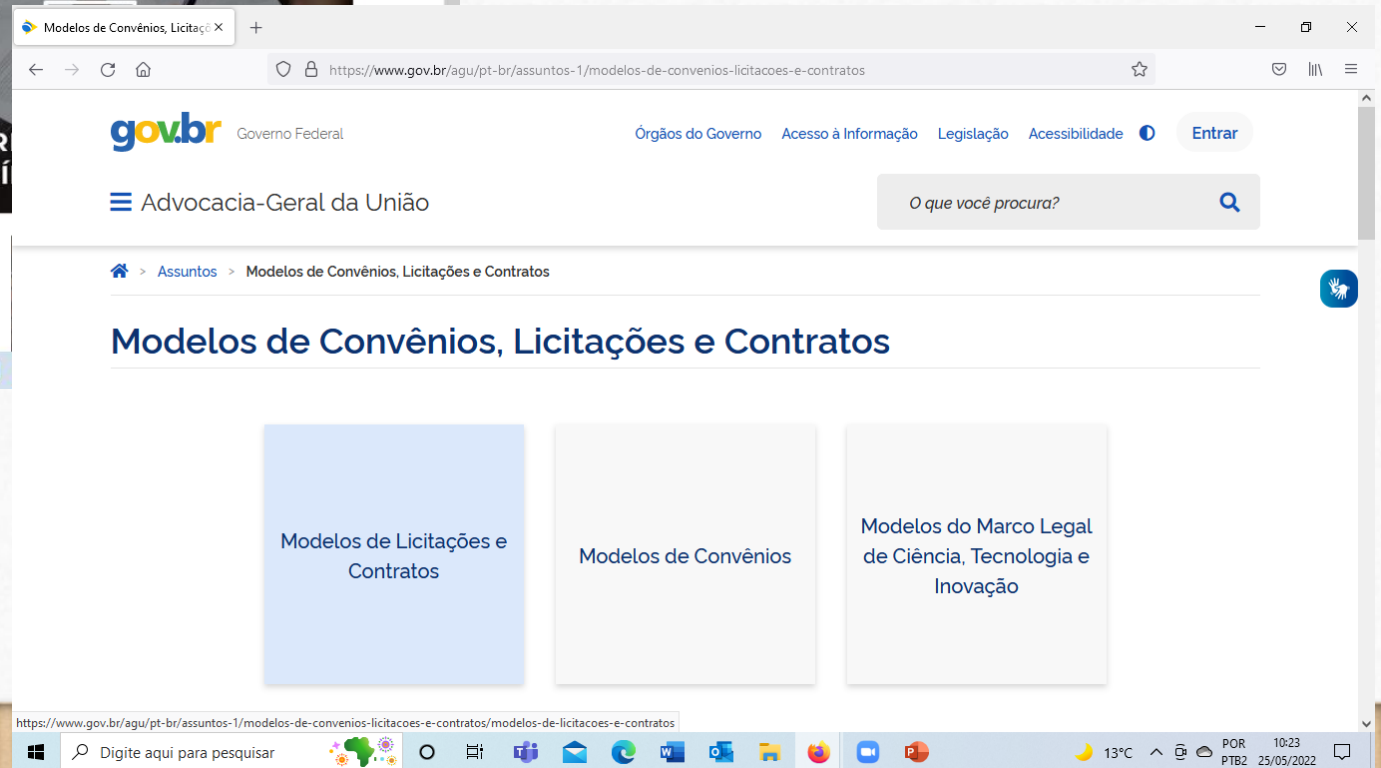 Modelos de Convênios, Licitaçõ
https://www.gov.br/agu/pt-br/assuntos-1/modelos-de-convenios-licitacoes-e-contratos
gov.br Governo Federal
Órgãos do Governo Acesso à Informação Legislação Acessibilidade Entrar
Advocacia-Geral da União
O que você procura?
Assuntos > Modelos de Convênios, Licitações e Contratos
Modelos de Convênios, Licitações e Contratos
Modelos de Licitações e
Contratos
Modelos de Convênios
Modelos do Marco Legal
de Ciência, Tecnologia e
Inovação
https://www.gov.br/agu/pt-br/assuntos-1/modelos-de-convenios-licitacoes-e-contratos/modelos-de-licitacoes-e-contratos
Digite aqui para pesquisar
13°C
POR
PTB2
10:23
25/05/2022